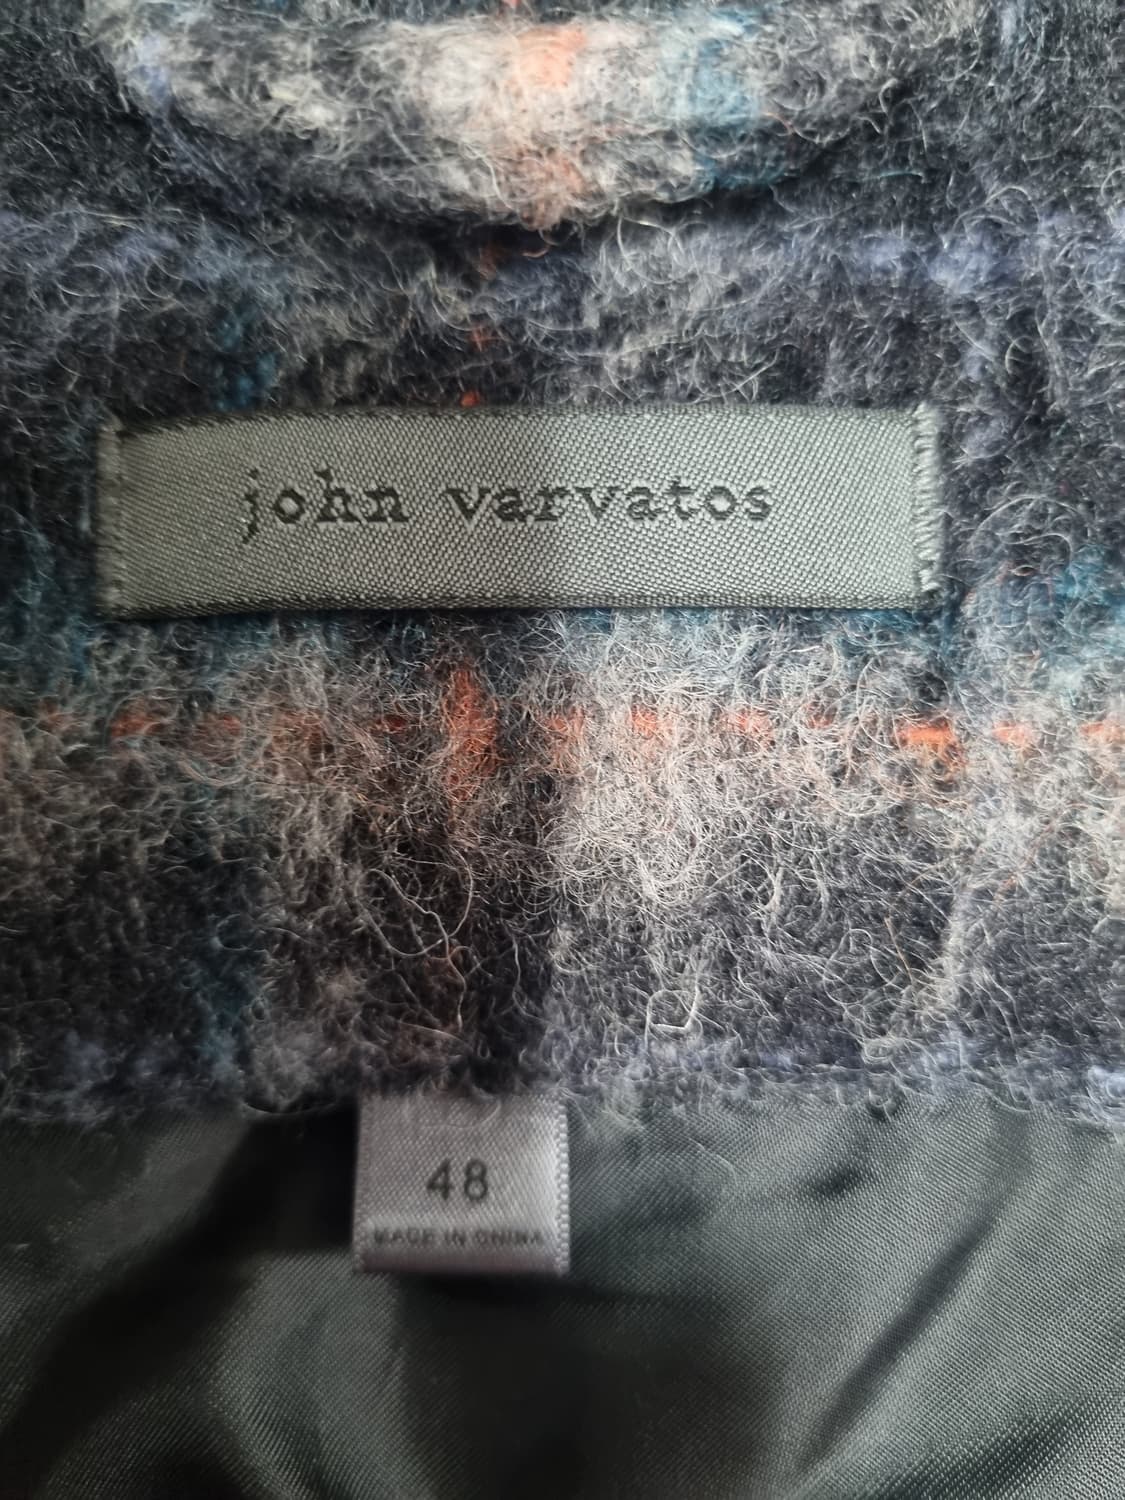 john varvatos
48
MADE IN CHINA